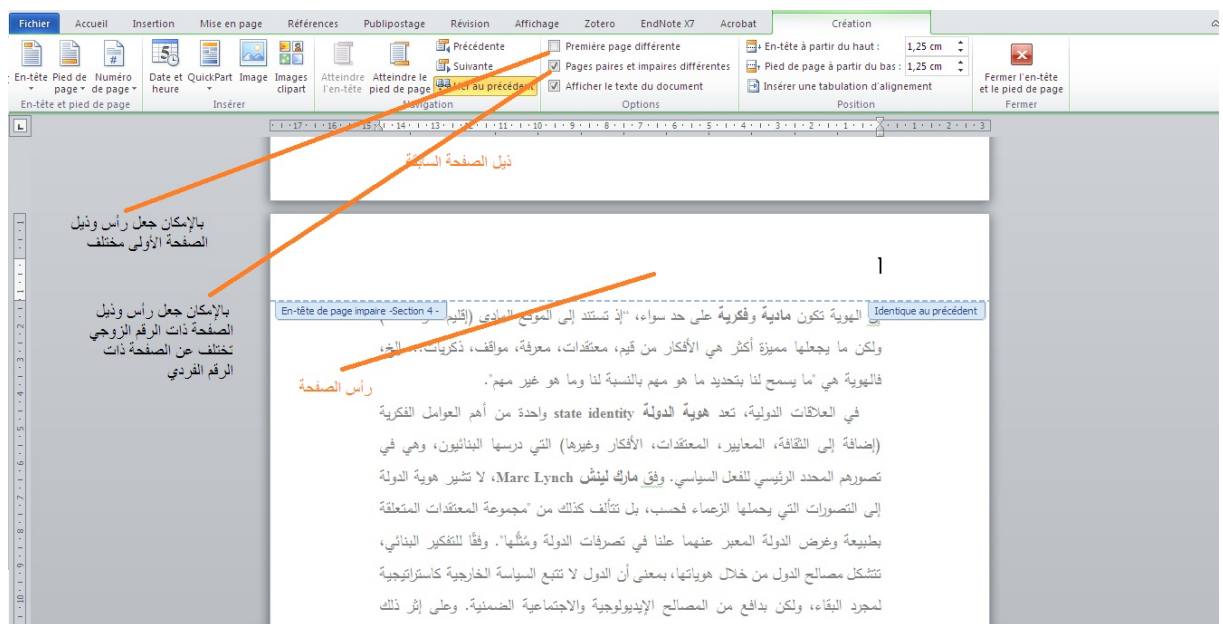 Fichier Accueil Insertion Mise en page Références Publipostage Révision Affichage Zotero EndNote X7 Acrobat Création
Précédente Première page différente En-tête à partir du haut : 1,25 cm
Suivante Pages paires et impaires différentes Pied de page à partir du bas : 1,25 cm
En-tête Pied de page Numéro de page Date et heure QuickPart Image Images clipart Atteindre l'en-tête Atteindre le pied de page Lier au précédent Afficher le texte du document Insérer une tabulation d'alignement Fermer l'en-tête et le pied de page
En-tête et pied de page Insérer Navigation Options Position Fermer
ذيل الصفحة السابقة
بالإمكان جعل رأس وذيل
الصفحة الأولى مختلف
بالإمكان جعل رأس وذيل
الصفحة ذات الرقم الزوجي
تختلف عن الصفحة ذات
الرقم الفردي
En-tête de page impaire -Section 4 -
Identique au précédent
الهوية تكون مادية وفكرية على حد سواء، "إذ تستند إلى الموقع المادي (إقليم
ولكن ما يجعلها مميزة أكثر هي الأفكار من قيم، معتقدات، معرفة، مواقف، ذكريات... الخ،
رأس الصفحة
فالهوية هي "ما يسمح لنا بتحديد ما هو مهم بالنسبة لنا وما هو غير مهم".
في العلاقات الدولية، تعد هوية الدولة state identity واحدة من أهم العوامل الفكرية
(إضافة إلى الثقافة، المعايير، المعتقدات، الأفكار وغيرها) التي درسها البنائيون، وهي في
تصورهم المحدد الرئيسي للفعل السياسي. وفق مارك لينش Marc Lynch، لا تشير هوية الدولة
إلى التصورات التي يحملها الزعماء فحسب، بل تتألف كذلك من "مجموعة المعتقدات المتعلقة
بطبيعة وغرض الدولة المعبر عنهما علنا في تصرفات الدولة ومُثُلها". وفقًا للتفكير البنائي،
تتشكل مصالح الدول من خلال هوياتها، بمعنى أن الدول لا تتبع السياسة الخارجية كاستراتيجية
لمجرد البقاء، ولكن بدافع من المصالح الإيديولوجية والاجتماعية الضمنية. وعلى إثر ذلك